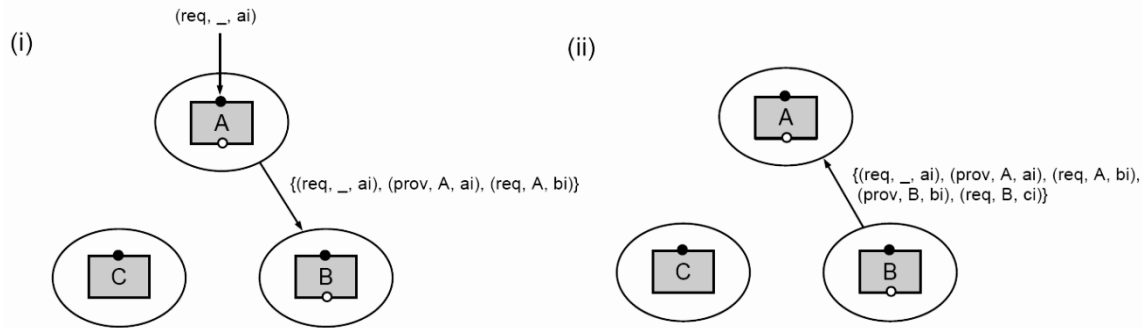 (i)
(req, _, ai)
A
{(req, _, ai), (prov, A, ai), (req, A, bi)}
C
B
(ii)
A
{(req, _, ai), (prov, A, ai), (req, A, bi),
(prov, B, bi), (req, B, ci)}
C
B